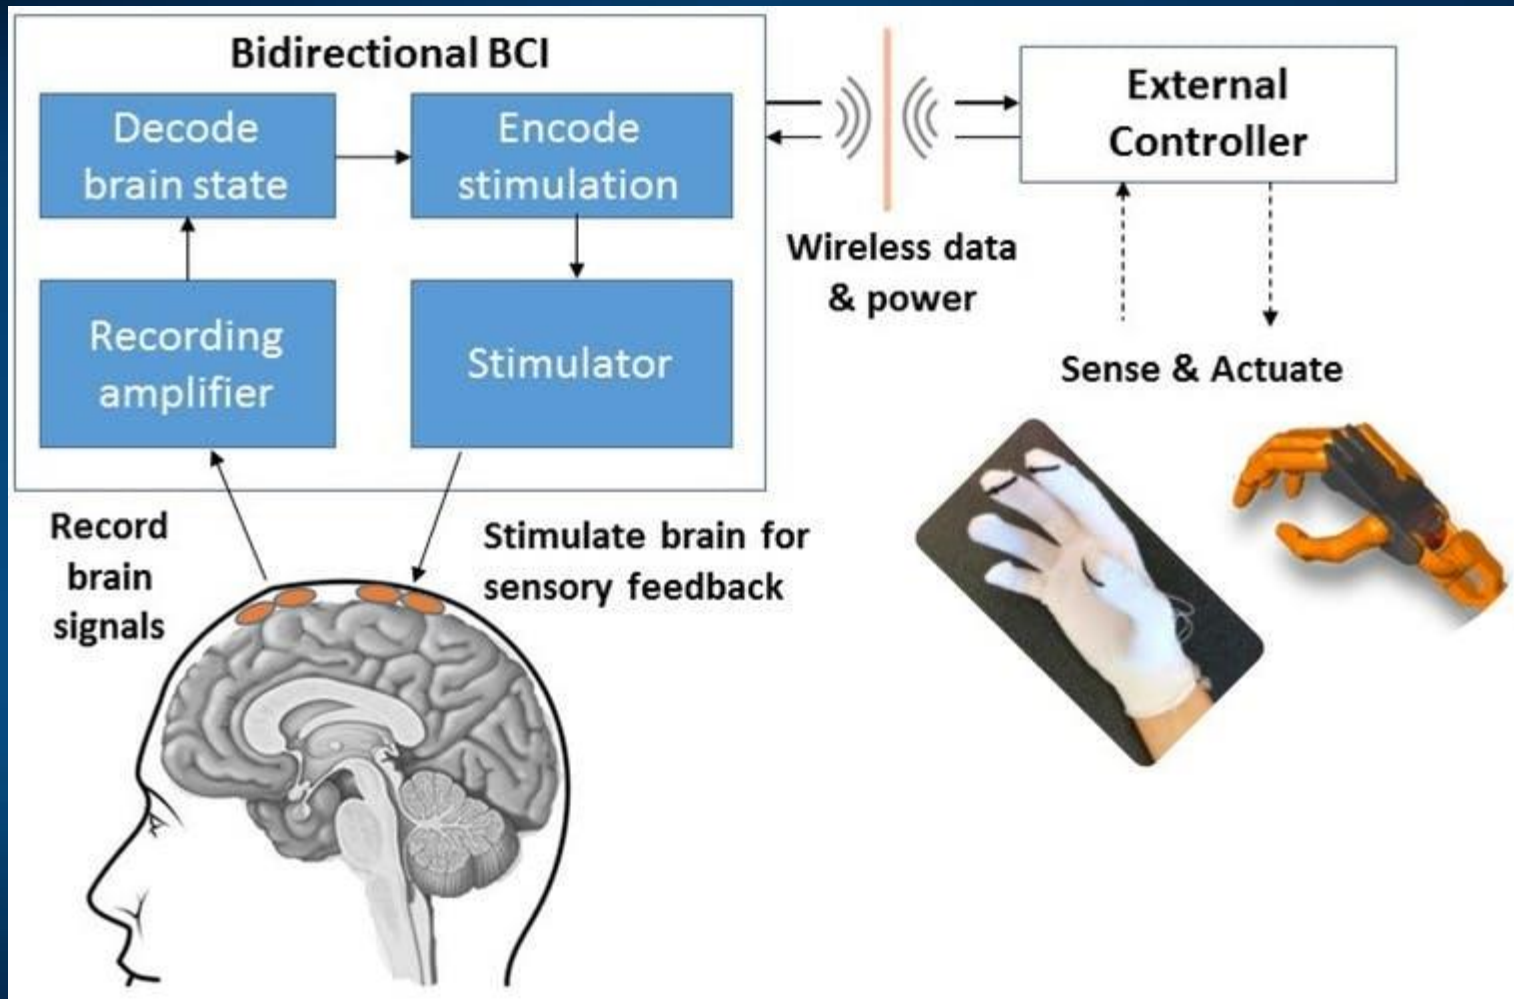 Bidirectional BCI
Decode
brain state
Encode
stimulation
Recording
amplifier
Stimulator
Record
brain
signals
Stimulate brain for
sensory feedback
Wireless data
& power
External
Controller
Sense & Actuate